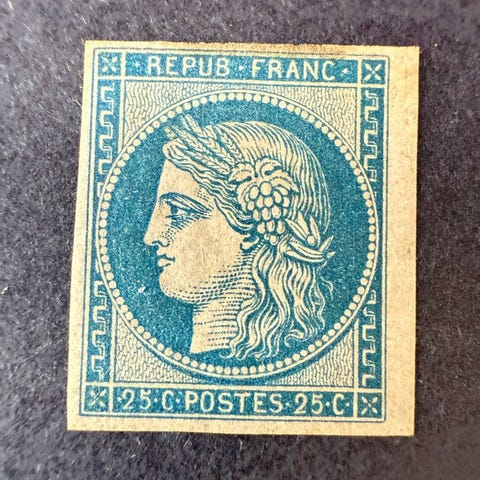 · REPUB · FRANC ·
25 · C · POSTES · 25 · C